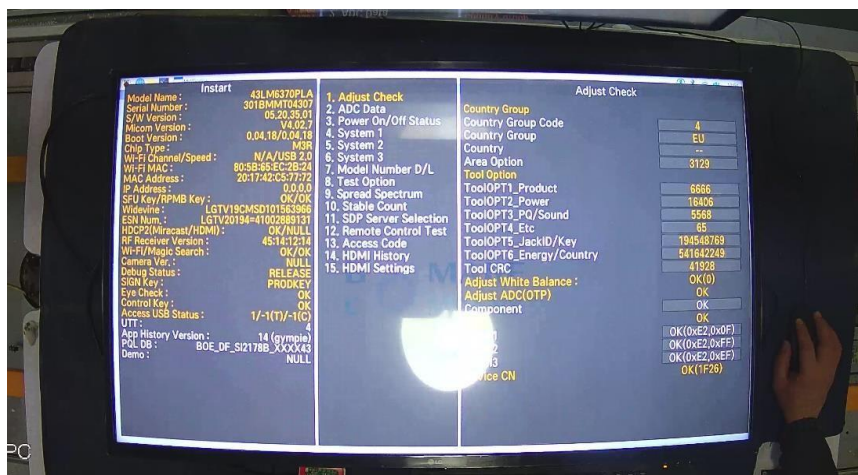 Instart
Model Name : 43LM6370PLA
Serial Number : 301BMMT04307
S/W Version : 05,20,35,01
Micom Version : V4.02,7
Boot Version : 0,04,18/0,04,18
Chip Type : M3R
Wi-Fi Channel/Speed : N/A/USB 2.0
Wi-Fi MAC : 80:5B:65:EC:2B:24
MAC Address : 20:17:42:C5:77:72
IP Address : 0.0.0.0
SFU Key/RPMB Key : OK/OK
Widevine : LGTV19CMSD101563966
ESN Num. : LGTV20194=41002889131
HDCP2(Miracast/HDMI) : OK/NULL
RF Receiver Version : 45:14:12:14
Wi-Fi/Magic Search : OK/OK
Camera Ver. : NULL
Debug Status : RELEASE
SIGN Key : PRODKEY
Eye Check : OK
Control Key : OK
Access USB Status : 1/-1(T)/-1(C)
UTT : 4
App History Version : 14 (gympie)
PQL DB : BOE_DF_SI2178B_XXXX43
Demo : NULL
1. Adjust Check
2. ADC Data
3. Power On/Off Status
4. System 1
5. System 2
6. System 3
7. Model Number D/L
8. Test Option
9. Spread Spectrum
10. Stable Count
11. SDP Server Selection
12. Remote Control Test
13. Access Code
14. HDMI History
15. HDMI Settings
Adjust Check
Country Group
Country Group Code 4
Country Group EU
Country --
Area Option 3129
Tool Option
ToolOPT1_Product 6666
ToolOPT2_Power 16406
ToolOPT3_PQ/Sound 5568
ToolOPT4_Etc 65
ToolOPT5_JackID/Key 194548769
ToolOPT6_Energy/Country 541642249
Tool CRC 41928
Adjust White Balance : OK(0)
Adjust ADC(OTP) OK
Component OK
OK
OK(0xE2,0x0F)
OK(0xE2,0xFF)
OK(0xE2,0xEF)
CN OK(1F26)
PC